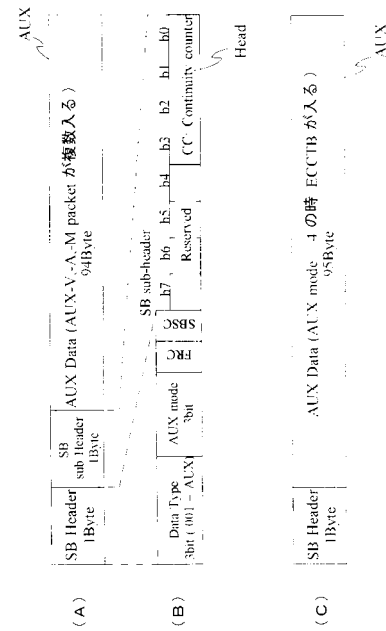 AUX
(A)
SB Header
1Byte
SB
sub Header
1Byte
AUX Data (AUX-V,-A,-M packet が複数入る)
94Byte
(B)
Data Type
3bit (001 = AUX)
AUX mode
3bit
FRC
SBSC
SB sub-header
b7 b6 b5 b4 b3 b2 b1 b0
Reserved
CC: Continuity counter
Head
(C)
SB Header
1Byte
AUX Data (AUX mode 4 の時 ECCTB が入る)
95Byte
AUX